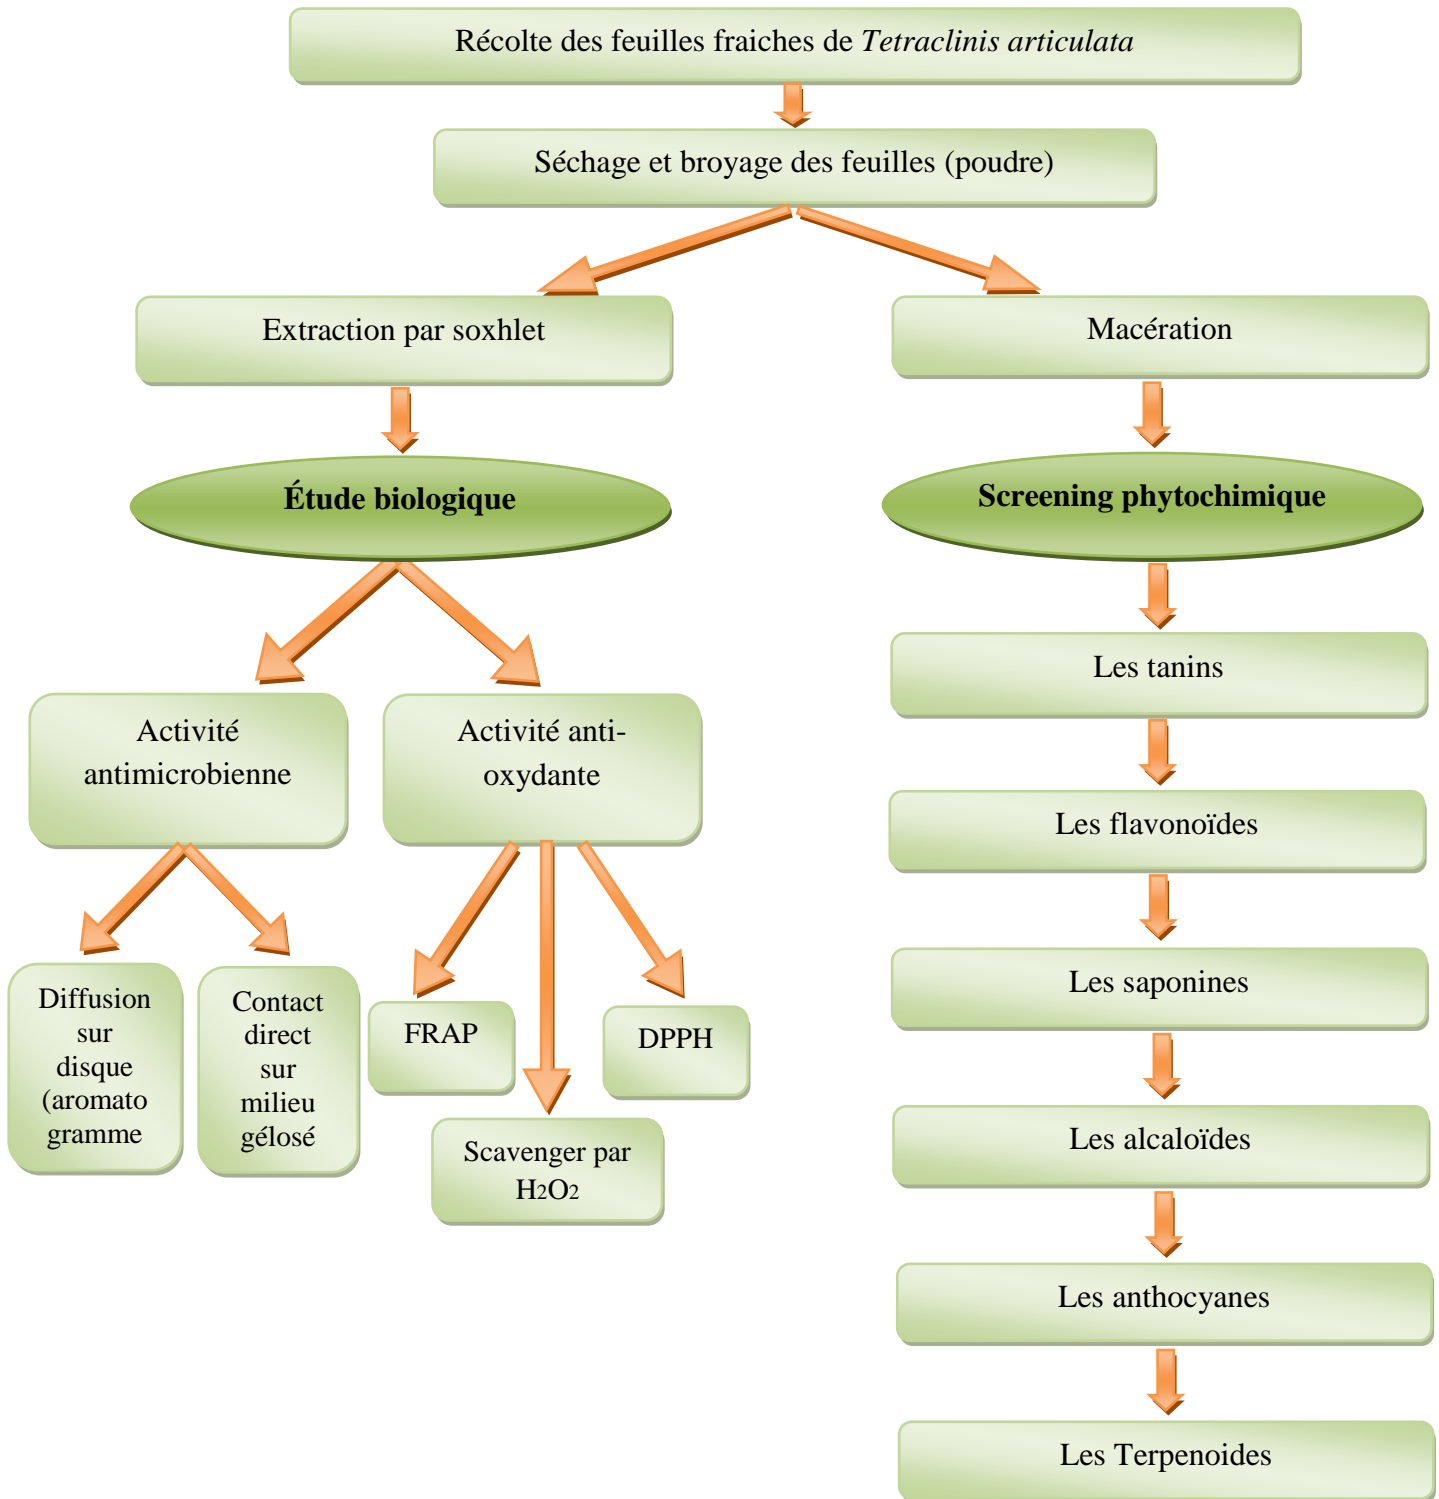 Récolte des feuilles fraiches de Tetraclinis articulata
Séchage et broyage des feuilles (poudre)
Extraction par soxhlet
Macération
Étude biologique
Screening phytochimique
Les tanins
Activité
antimicrobienne
Activité anti-
oxydante
Les flavonoïdes
Les saponines
Diffusion
sur
disque
(aromato
gramme
Contact
direct
sur
milieu
gélosé
FRAP
DPPH
Scavenger par
H2O2
Les alcaloïdes
Les anthocyanes
Les Terpenoides